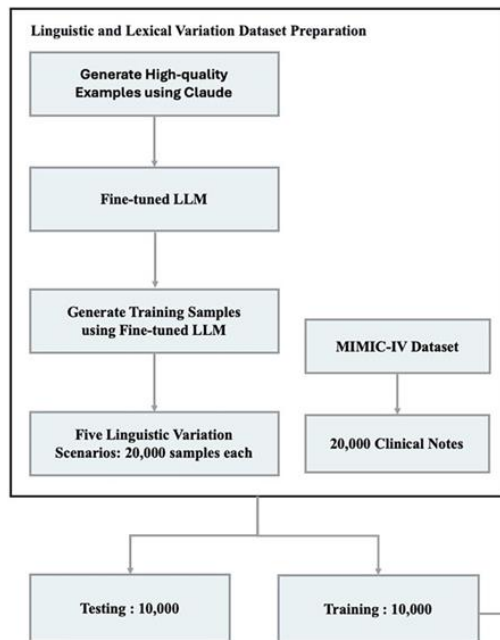 Linguistic and Lexical Variation Dataset Preparation
Generate High-quality
Examples using Claude
Fine-tuned LLM
Generate Training Samples
using Fine-tuned LLM
MIMIC-IV Dataset
Five Linguistic Variation
Scenarios: 20,000 samples each
20,000 Clinical Notes
Testing : 10,000
Training : 10,000